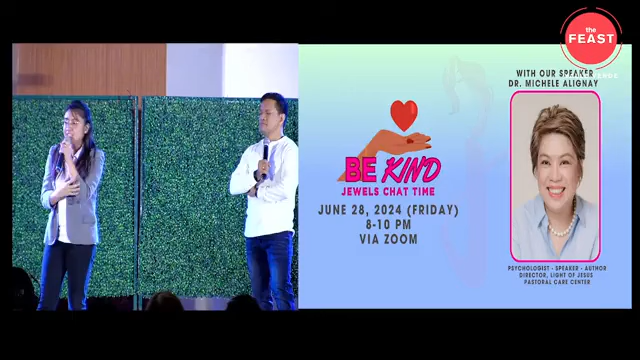 the
FEAST
WITH OUR SPEAKER
DR. MICHELE ALIGNAY
BE KIND
JEWELS CHAT TIME
JUNE 28, 2024 (FRIDAY)
8-10 PM
VIA ZOOM
PSYCHOLOGIST - SPEAKER - AUTHOR
DIRECTOR, LIGHT OF JESUS
PASTORAL CARE CENTER